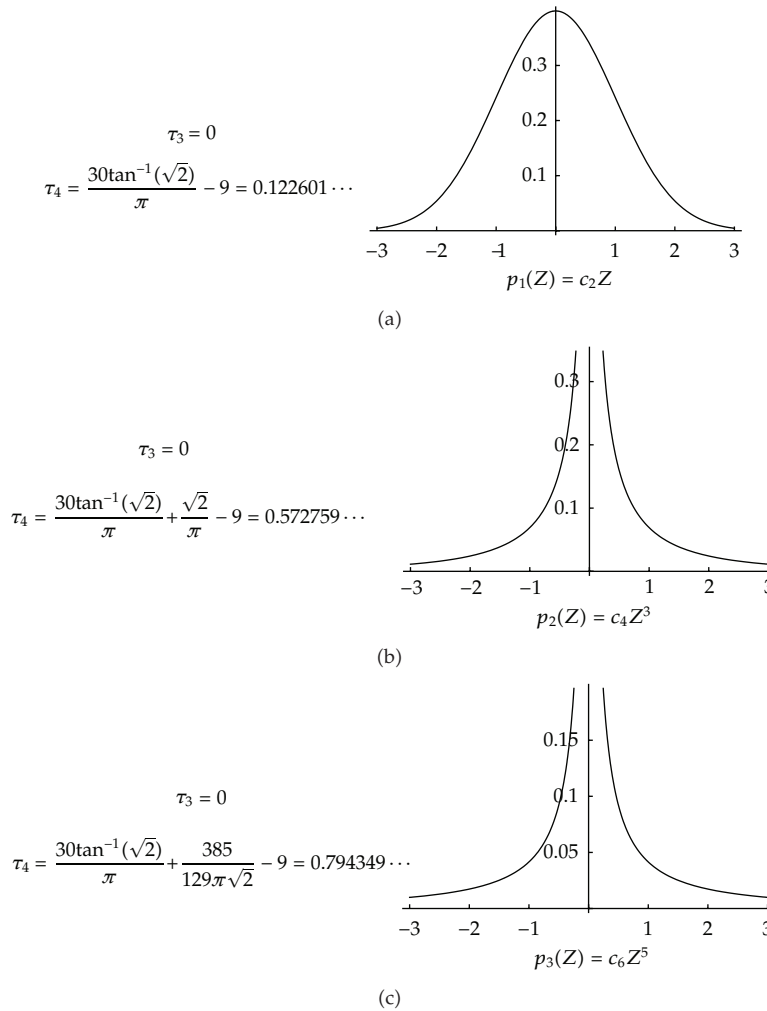 τ₃ = 0
τ₄ = 30tan⁻¹(√2)/π − 9 = 0.122601 ···
0.3
0.2
0.1
−3 −2 −1 1 2 3
p₁(Z) = c₂Z
(a)
τ₃ = 0
τ₄ = 30tan⁻¹(√2)/π + √2/π − 9 = 0.572759 ···
0.3
0.2
0.1
−3 −2 −1 1 2 3
p₂(Z) = c₄Z³
(b)
τ₃ = 0
τ₄ = 30tan⁻¹(√2)/π + 385/129π√2 − 9 = 0.794349 ···
0.15
0.1
0.05
−3 −2 −1 1 2 3
p₃(Z) = c₆Z⁵
(c)